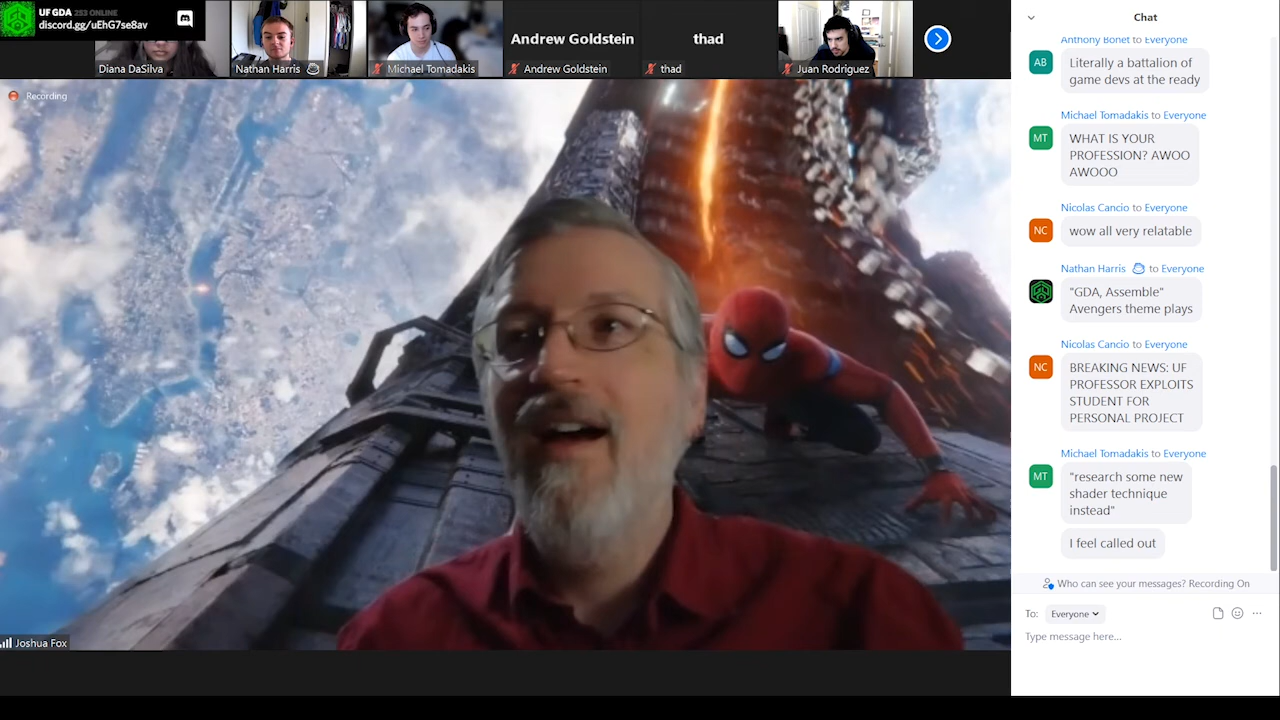 UF GDA 253 ONLINE
discord.gg/uEhG7se8av
Diana DaSilva
Nathan Harris
Michael Tomadakis
Andrew Goldstein
Andrew Goldstein
thad
thad
Juan Rodriguez
Recording
Joshua Fox
Chat
Anthony Bonet to Everyone
AB
Literally a battalion of
game devs at the ready
Michael Tomadakis to Everyone
MT
WHAT IS YOUR
PROFESSION? AWOO
AWOOO
Nicolas Cancio to Everyone
NC
wow all very relatable
Nathan Harris to Everyone
"GDA, Assemble"
Avengers theme plays
Nicolas Cancio to Everyone
NC
BREAKING NEWS: UF
PROFESSOR EXPLOITS
STUDENT FOR
PERSONAL PROJECT
Michael Tomadakis to Everyone
MT
"research some new
shader technique
instead"
I feel called out
Who can see your messages? Recording On
To: Everyone
Type message here...